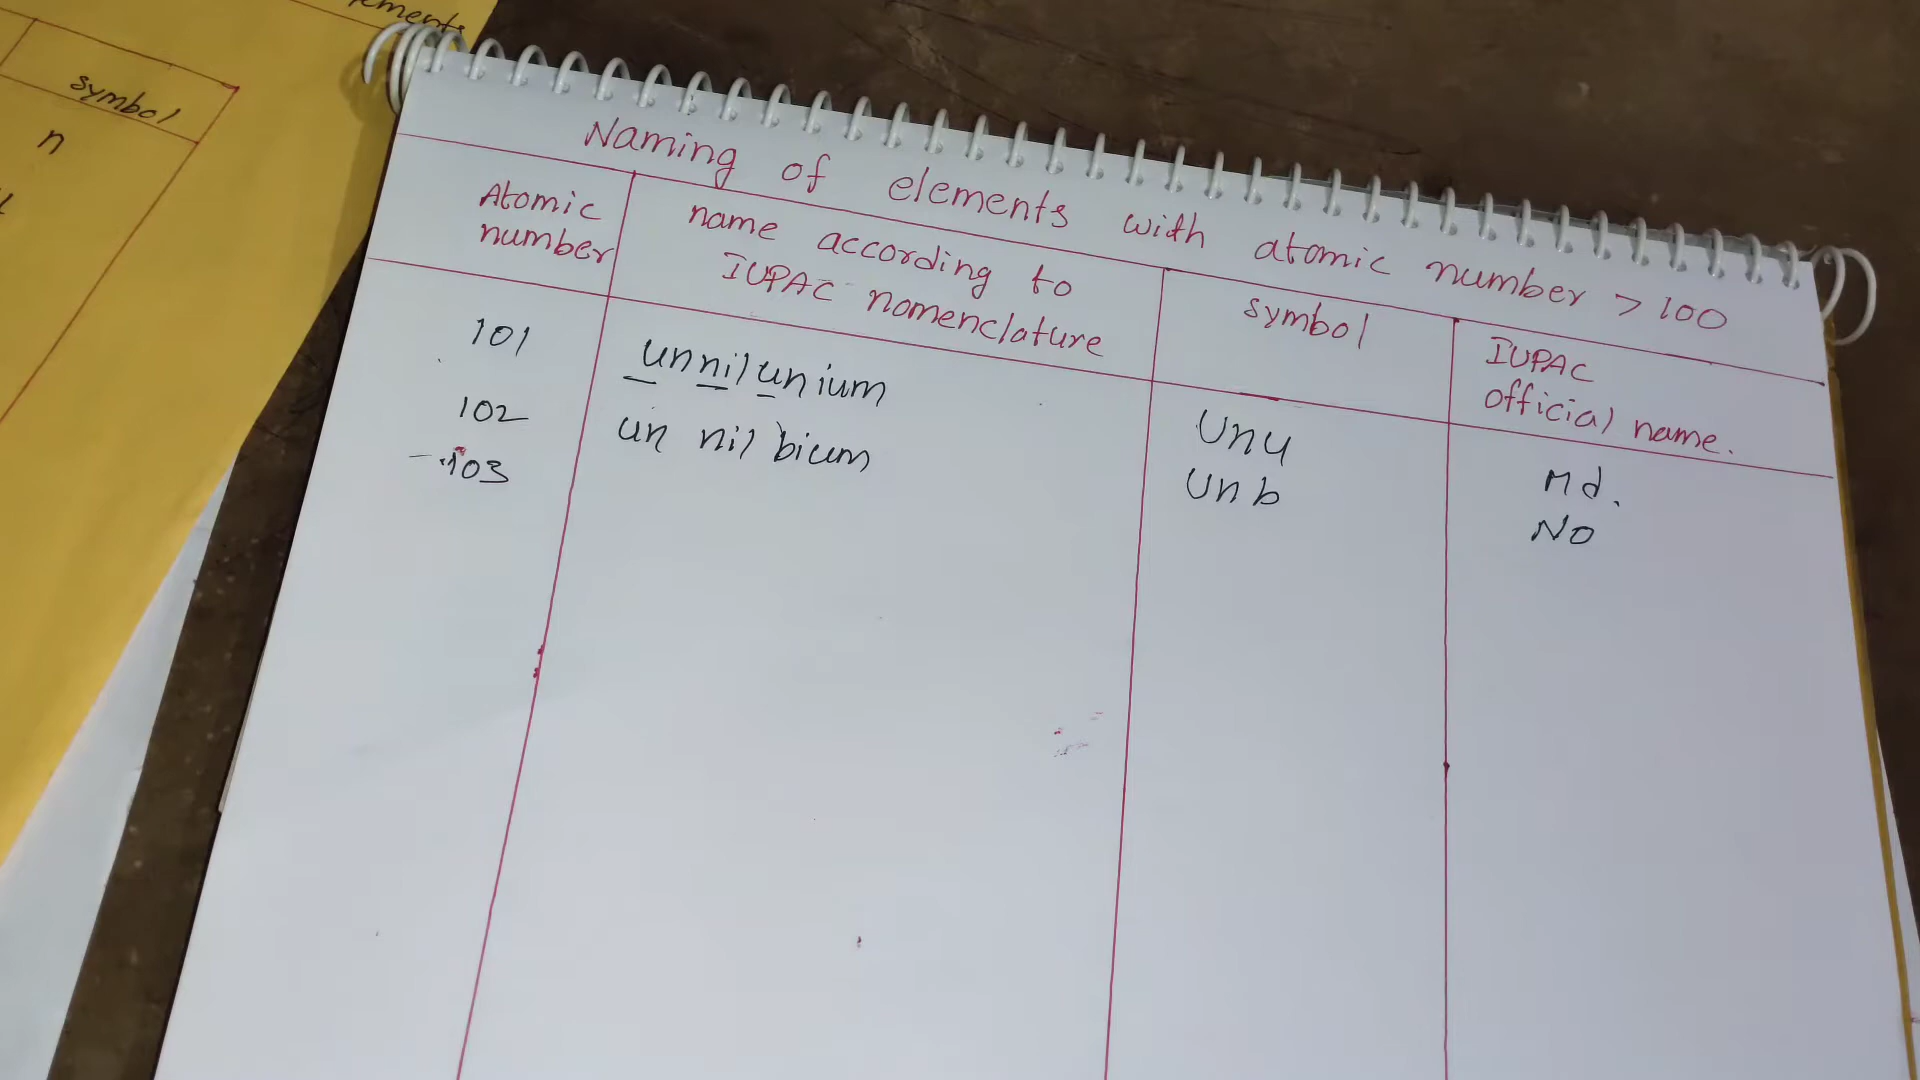 ements
symbol
n
Naming of elements with atomic number > 100
Atomic number
name according to
IUPAC nomenclature
symbol
IUPAC
official name.
101 unnilunium Unu Md.
102 un nil bium Unb No
103